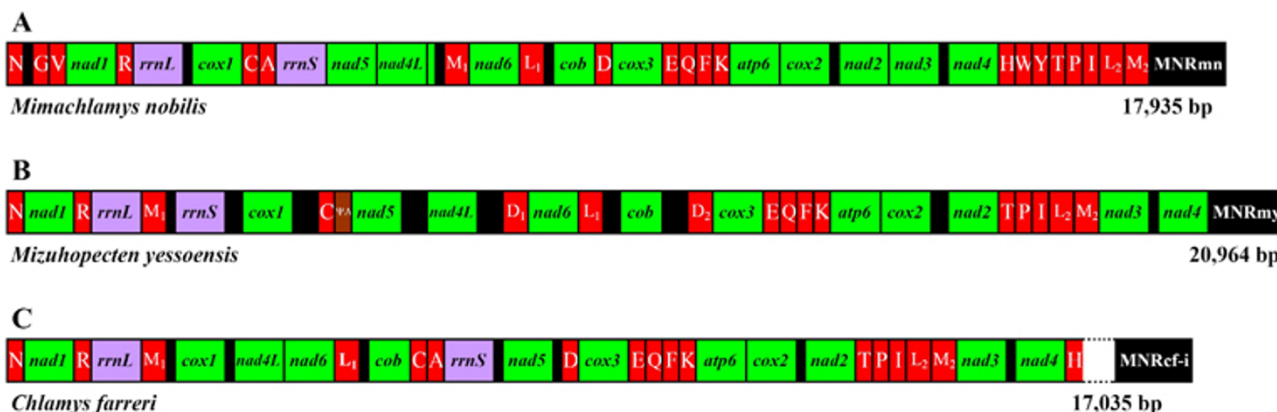 A
N G V nad1 R rrnL cox1 C A rrnS nad5 nad4L M1 nad6 L1 cob D cox3 E Q F K atp6 cox2 nad2 nad3 nad4 H W Y T P I L2 M2 MNRmn
Mimachlamys nobilis 17,935 bp
B
N nad1 R rrnL M1 rrnS cox1 C ΨA nad5 nad4L D1 nad6 L1 cob D2 cox3 E Q F K atp6 cox2 nad2 T P I L2 M2 nad3 nad4 MNRmy
Mizuhopecten yessoensis 20,964 bp
C
N nad1 R rrnL M1 cox1 nad4L nad6 L1 cob C A rrnS nad5 D cox3 E Q F K atp6 cox2 nad2 T P I L2 M2 nad3 nad4 H MNRcf-i
Chlamys farreri 17,035 bp